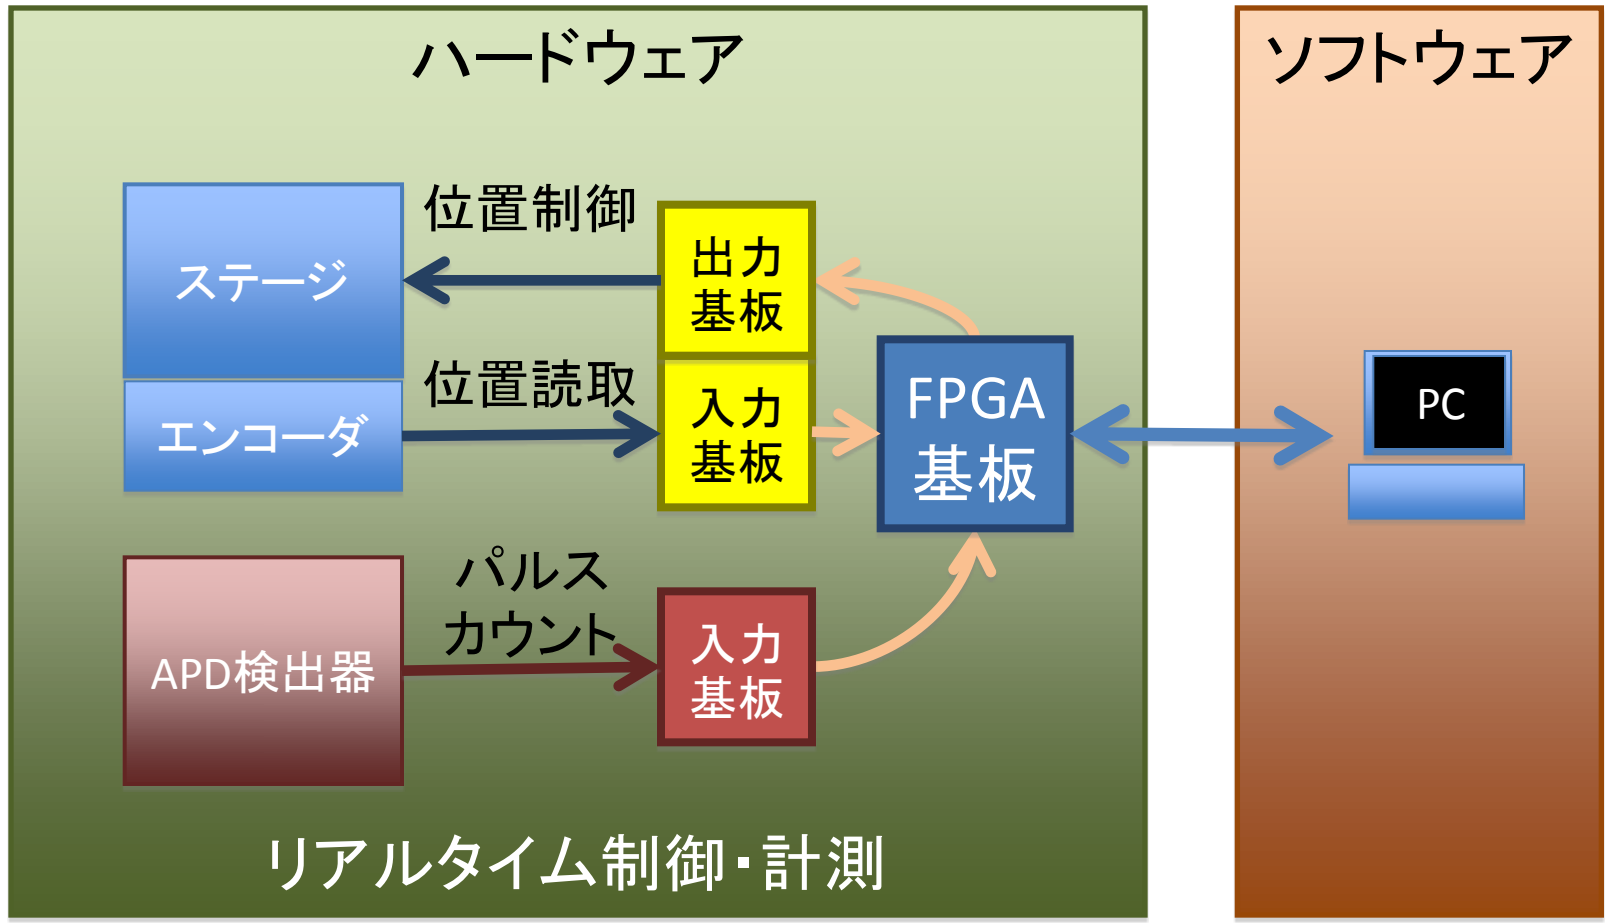 ハードウェア
ソフトウェア
ステージ
位置制御
出力
基板
エンコーダ
位置読取
入力
基板
FPGA
基板
PC
APD検出器
パルス
カウント
入力
基板
リアルタイム制御・計測